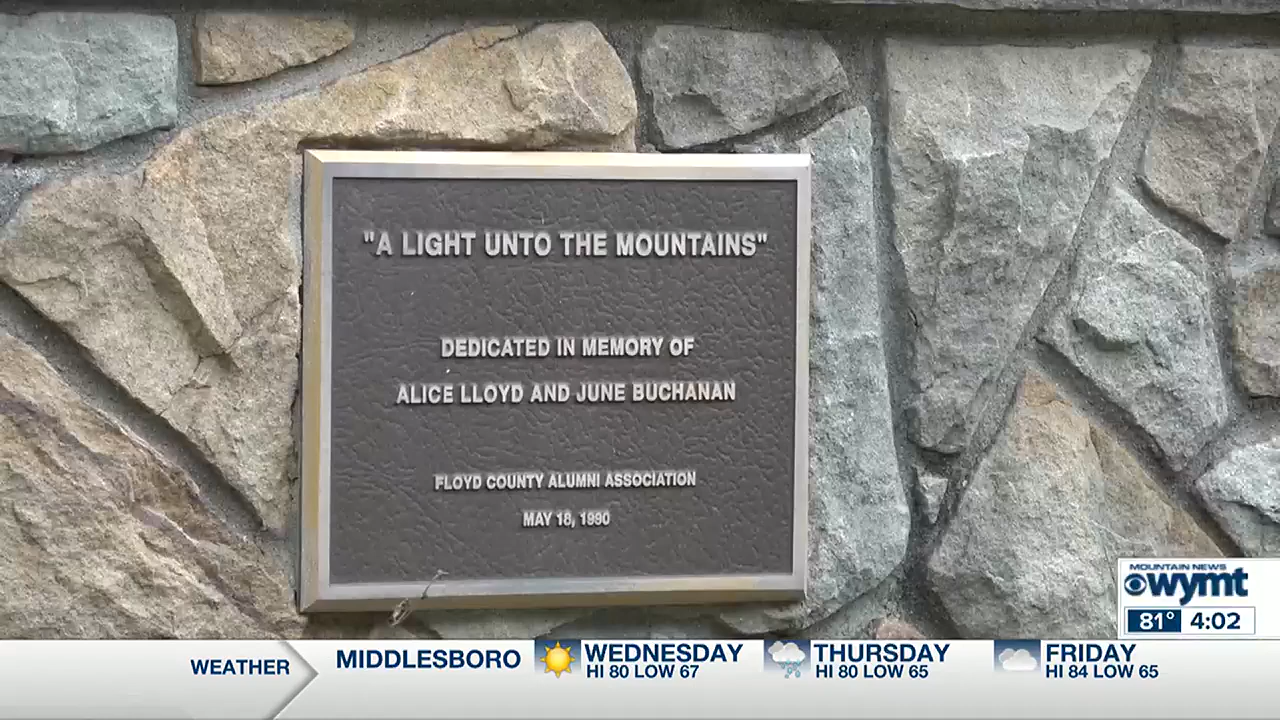 "A LIGHT UNTO THE MOUNTAINS"
DEDICATED IN MEMORY OF
ALICE LLOYD AND JUNE BUCHANAN
FLOYD COUNTY ALUMNI ASSOCIATION
MAY 18, 1990
MOUNTAIN NEWS
wymt
81° 4:02
WEATHER
MIDDLESBORO
WEDNESDAY
HI 80 LOW 67
THURSDAY
HI 80 LOW 65
FRIDAY
HI 84 LOW 65